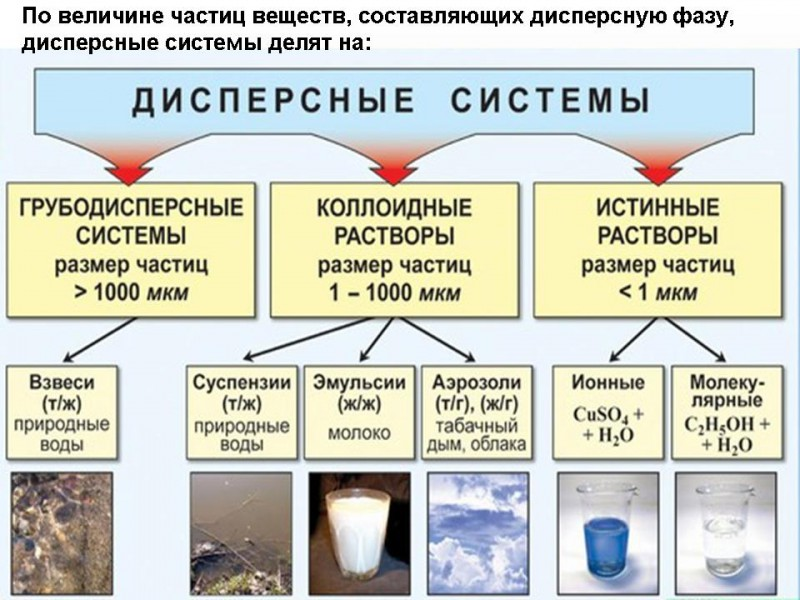 По величине частиц веществ, составляющих дисперсную фазу,
дисперсные системы делят на:
ДИСПЕРСНЫЕ СИСТЕМЫ
ГРУБОДИСПЕРСНЫЕ
СИСТЕМЫ
размер частиц
> 1000 мкм
КОЛЛОИДНЫЕ
РАСТВОРЫ
размер частиц
1 – 1000 мкм
ИСТИННЫЕ
РАСТВОРЫ
размер частиц
< 1 мкм
Взвеси
(т/ж)
природные
воды
Суспензии
(т/ж)
природные
воды
Эмульсии
(ж/ж)
молоко
Аэрозоли
(т/г), (ж/г)
табачный
дым, облака
Ионные
CuSO₄ +
+ H₂O
Молеку-
лярные
C₂H₅OH +
+ H₂O